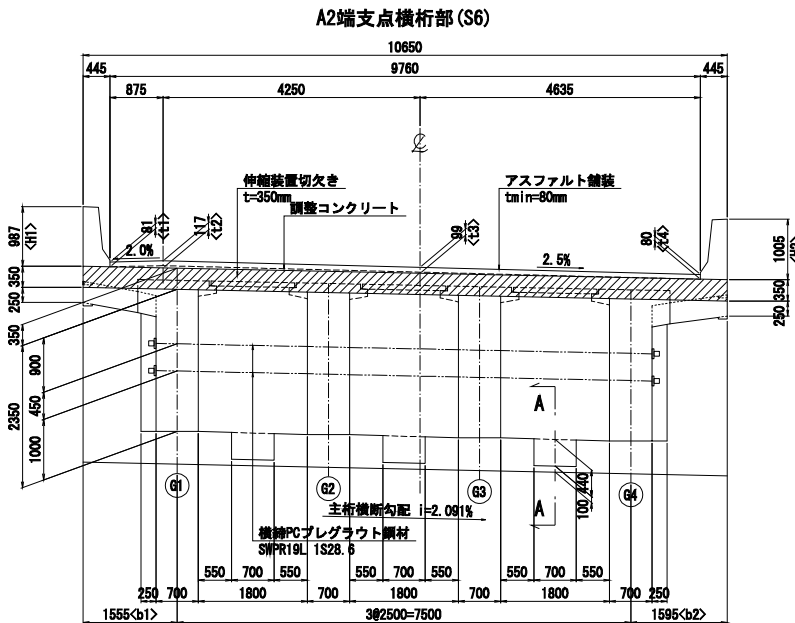 A2端支点横桁部(S6)
10650
445
9760
445
875
4250
4635
伸縮装置切欠き
t=350mm
調整コンクリート
アスファルト舗装
tmin=80mm
987
<H1>
81
<t1>
117
<t2>
99
<t3>
80
<t4>
1005
2.0%
2.5%
350
250
350
2350
900
450
1000
350
250
A
A
G1
G2
G3
G4
100
440
主桁横断勾配 i=2.091%
横締PCプレグラウト鋼材
SWPR19L 1S28.6
550
700
550
550
700
550
550
700
550
250
700
1800
700
1800
700
1800
700
250
1555<b1>
3@2500=7500
1595<b2>